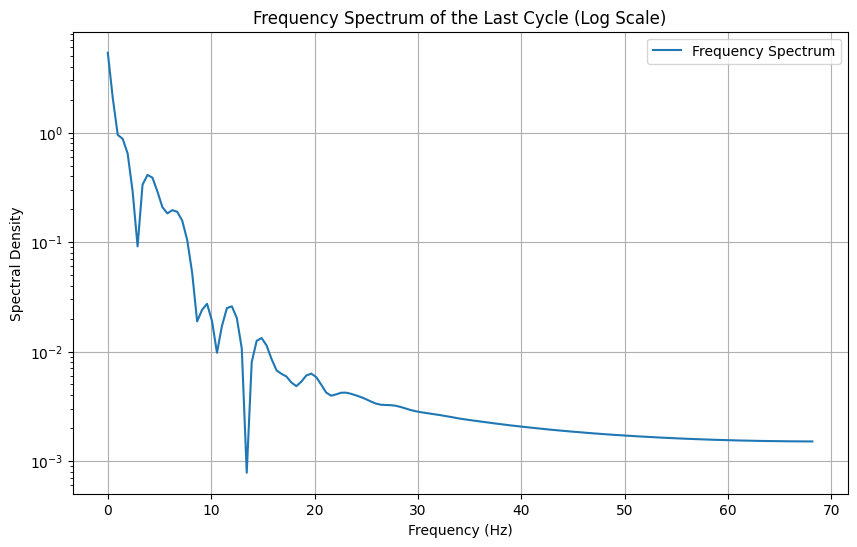 Frequency Spectrum of the Last Cycle (Log Scale)
Frequency Spectrum
10⁰
10⁻¹
10⁻²
10⁻³
Spectral Density
0 10 20 30 40 50 60 70
Frequency (Hz)